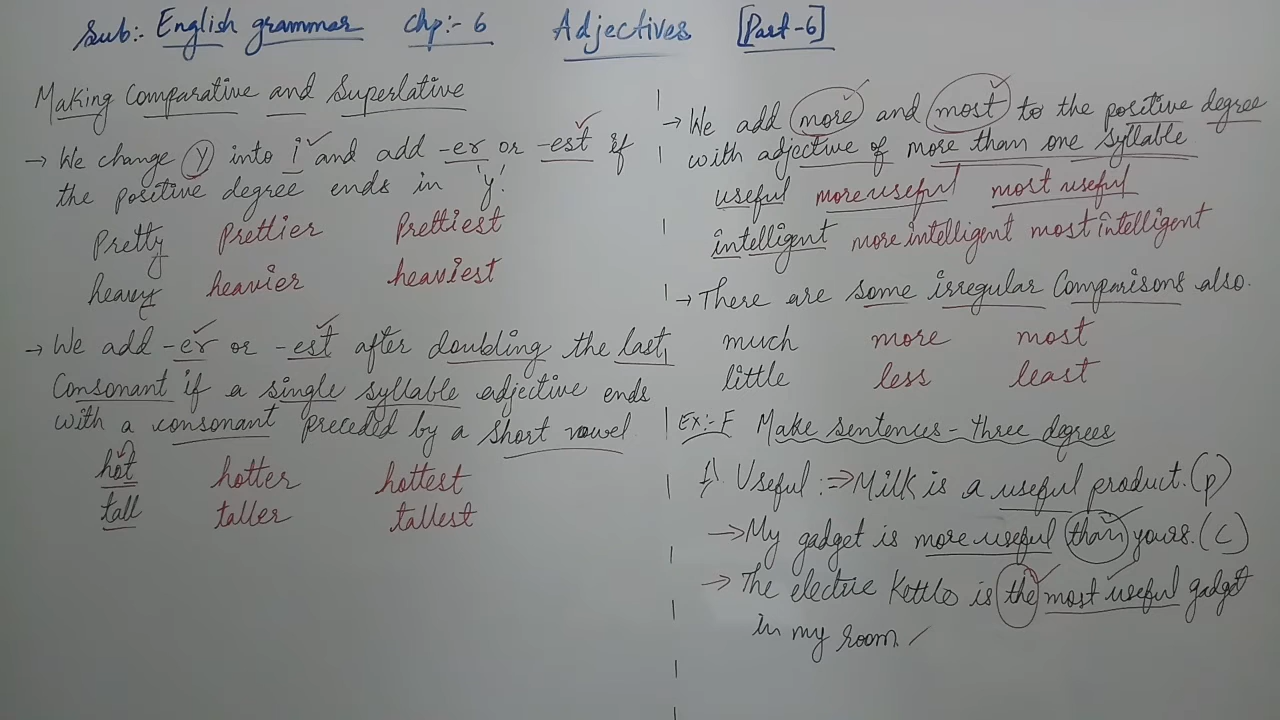 Sub:- English grammar Chp:- 6 Adjectives [Part-6]
Making Comparative and Superlative
→ We change y into i and add -er or -est if
the positive degree ends in 'y'.
Pretty Prettier Prettiest
heavy heavier heaviest
→ We add -er or -est after doubling the last
Consonant if a single syllable adjective ends
with a consonant preceded by a short vowel.
hot hotter hottest
tall taller tallest
→ We add more and most to the positive degree
with adjective of more than one syllable
useful more useful most useful
intelligent more intelligent most intelligent
→ There are some irregular Comparisons also.
much more most
little less least
Ex:- F Make sentences - three degrees
1) Useful :⇒ Milk is a useful product. (p)
→ My gadget is more useful than yours. (C)
→ The electric Kettle is the most useful gadget
in my room.